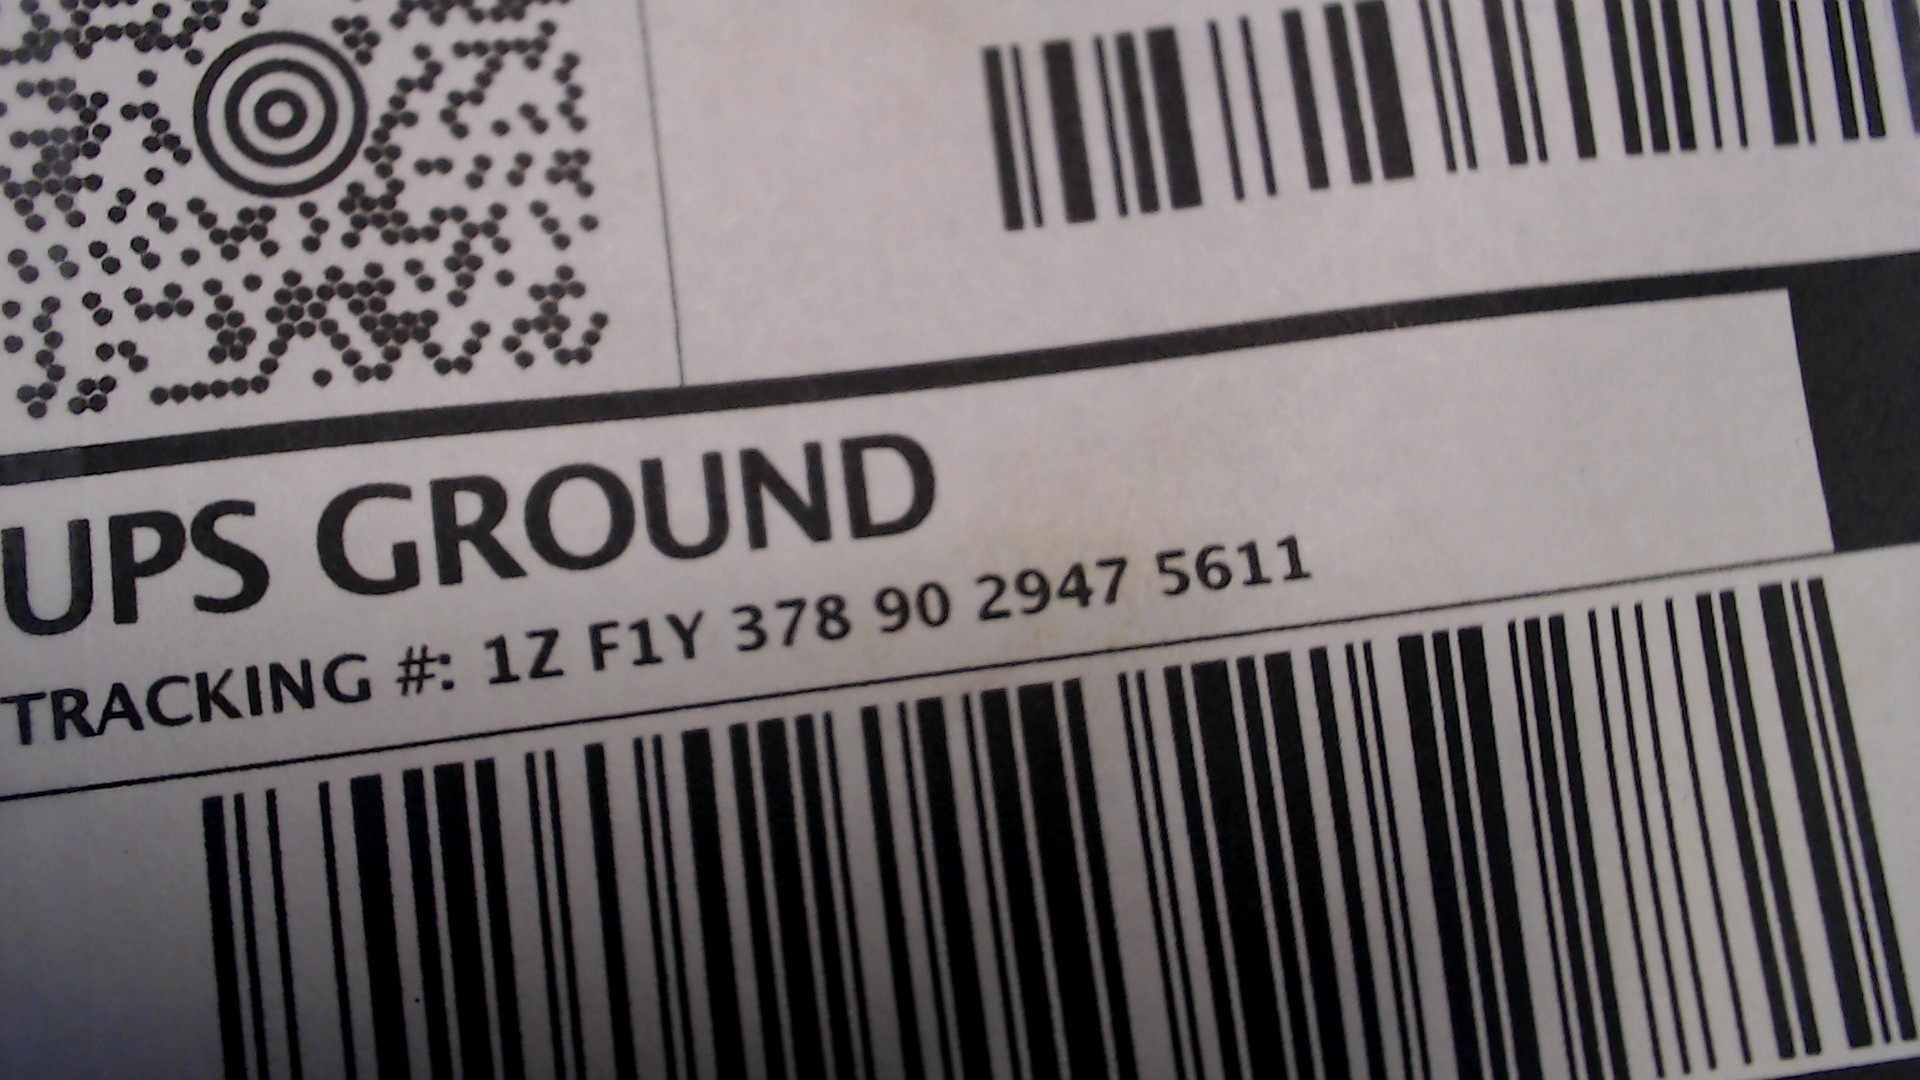 UPS GROUND
TRACKING #: 1Z F1Y 378 90 2947 5611